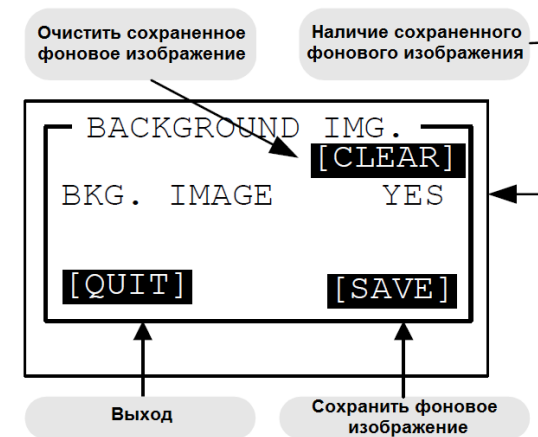 Очистить сохраненное
фоновое изображение
Наличие сохраненного
фонового изображения
BACKGROUND IMG.
[CLEAR]
BKG. IMAGE YES
[QUIT] [SAVE]
Выход
Сохранить фоновое
изображение